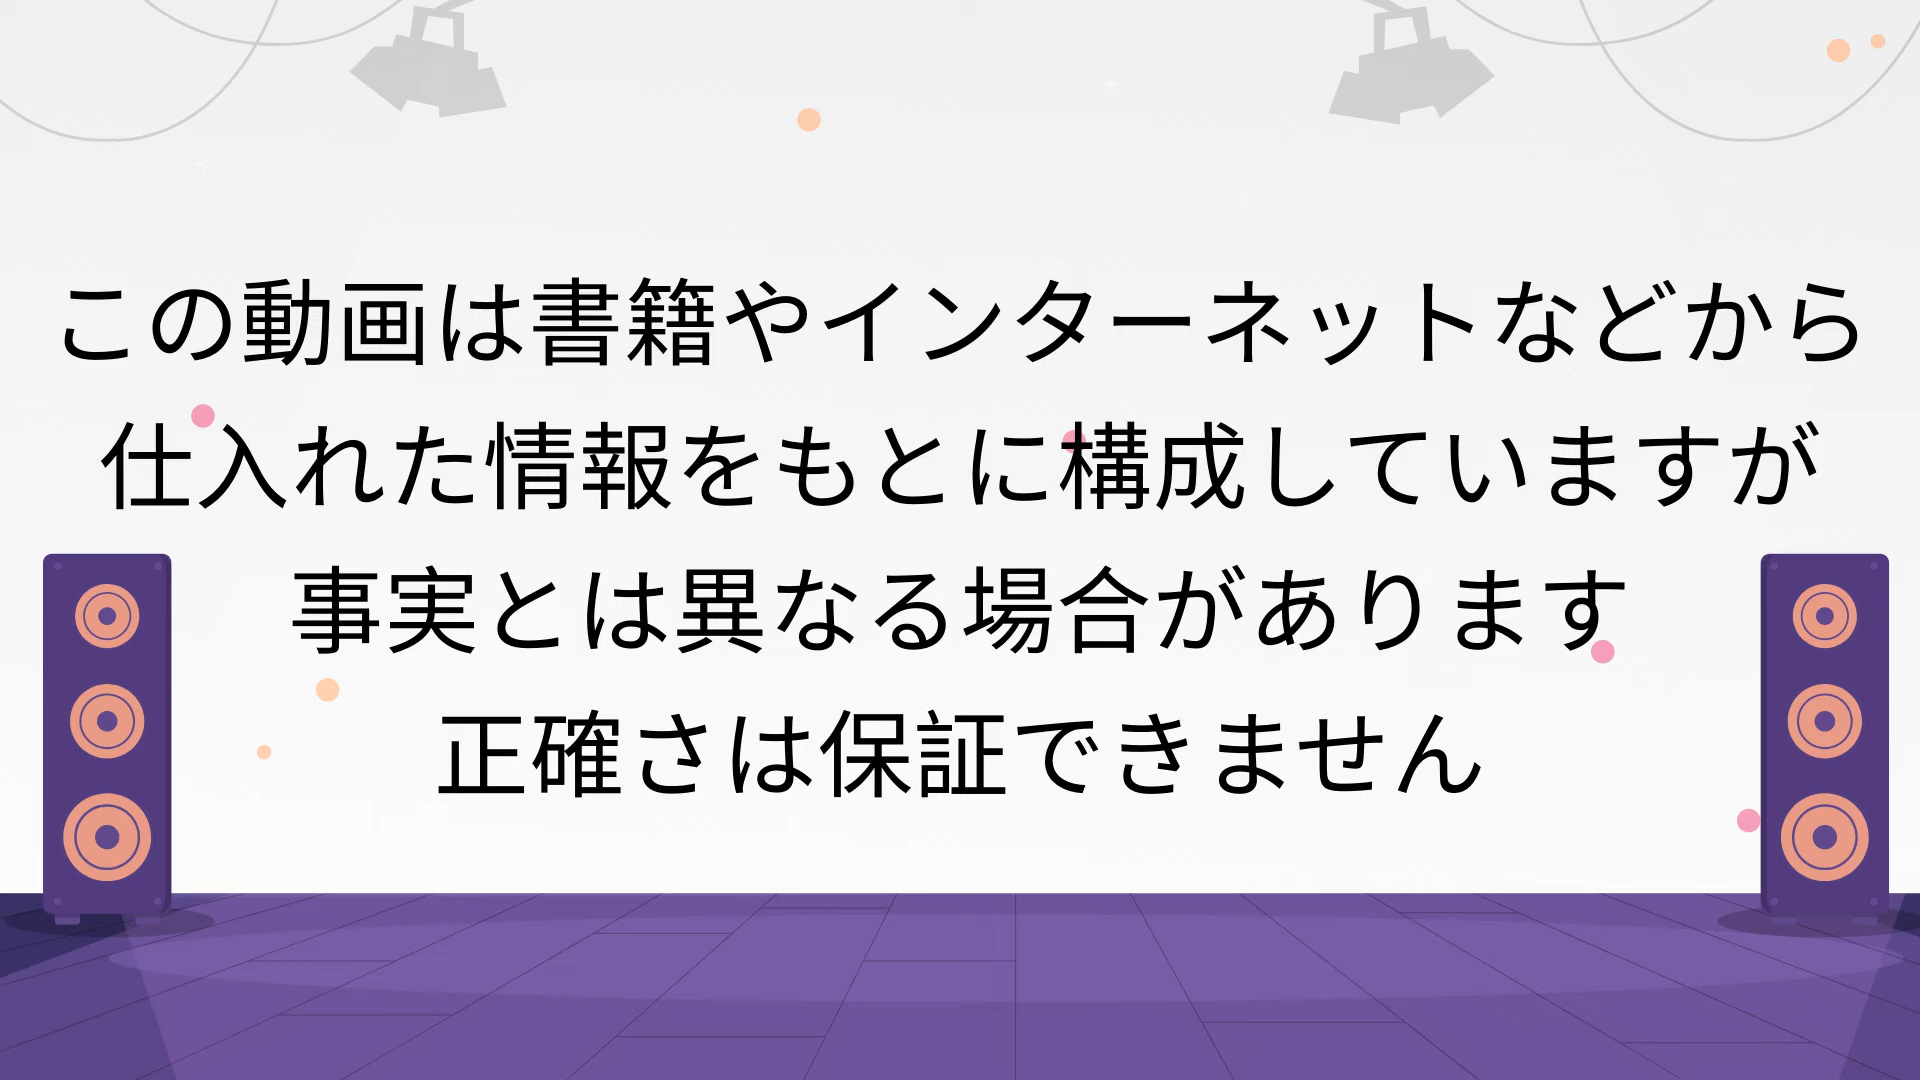 この動画は書籍やインターネットなどから
仕入れた情報をもとに構成していますが
事実とは異なる場合があります
正確さは保証できません